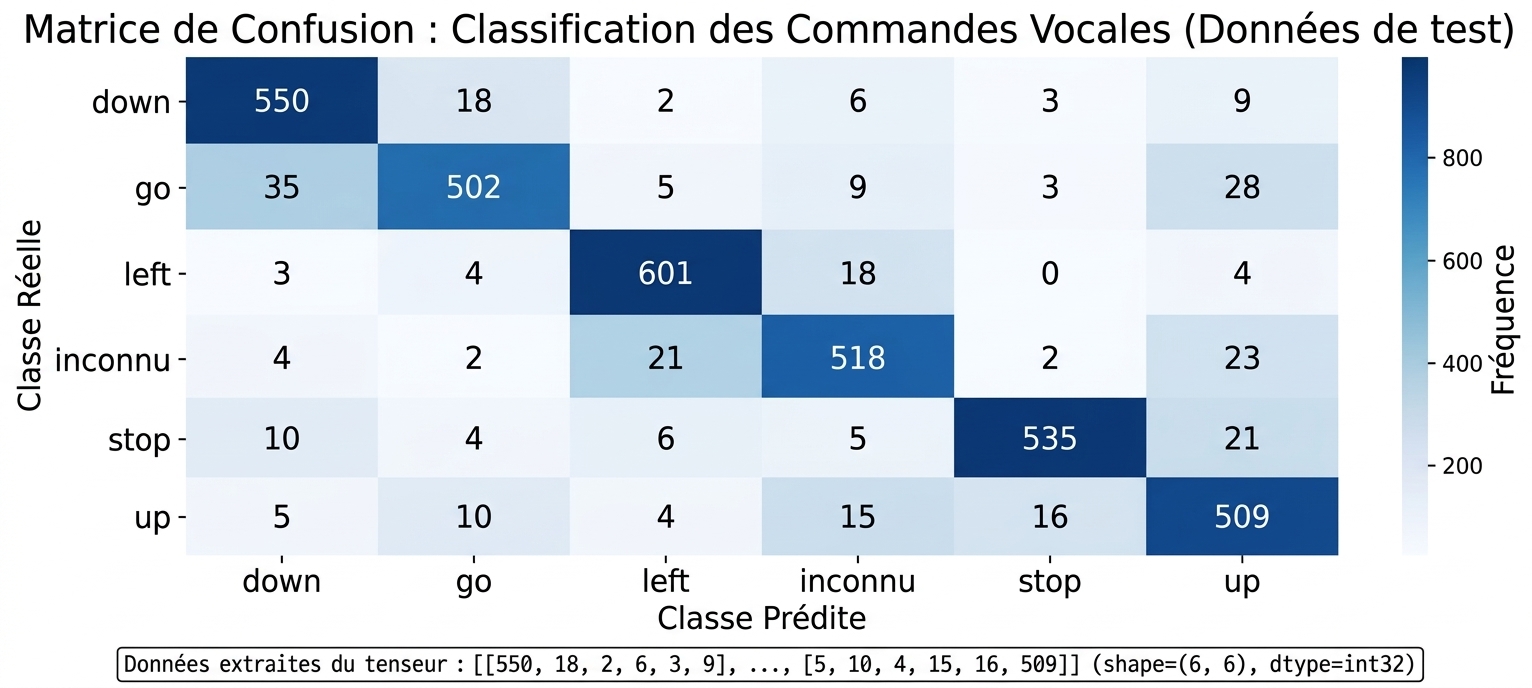 Matrice de Confusion : Classification des Commandes Vocales (Données de test)
Classe Réelle
down 550 18 2 6 3 9
go 35 502 5 9 3 28
left 3 4 601 18 0 4
inconnu 4 2 21 518 2 23
stop 10 4 6 5 535 21
up 5 10 4 15 16 509
down go left inconnu stop up
Classe Prédite
800
600
400
200
Fréquence
Données extraites du tenseur : [[550, 18, 2, 6, 3, 9], ..., [5, 10, 4, 15, 16, 509]] (shape=(6, 6), dtype=int32)